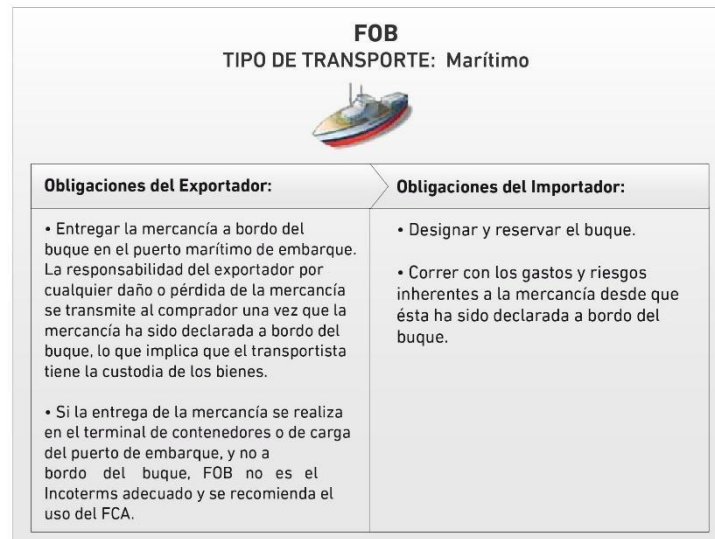 FOB
TIPO DE TRANSPORTE: Marítimo
Obligaciones del Exportador:
• Entregar la mercancía a bordo del
buque en el puerto marítimo de embarque.
La responsabilidad del exportador por
cualquier daño o pérdida de la mercancía
se transmite al comprador una vez que la
mercancía ha sido declarada a bordo del
buque, lo que implica que el transportista
tiene la custodia de los bienes.
• Si la entrega de la mercancía se realiza
en el terminal de contenedores o de carga
del puerto de embarque, y no a
bordo del buque, FOB no es el
Incoterms adecuado y se recomienda el
uso del FCA.
Obligaciones del Importador:
• Designar y reservar el buque.
• Correr con los gastos y riesgos
inherentes a la mercancía desde que
ésta ha sido declarada a bordo del
buque.